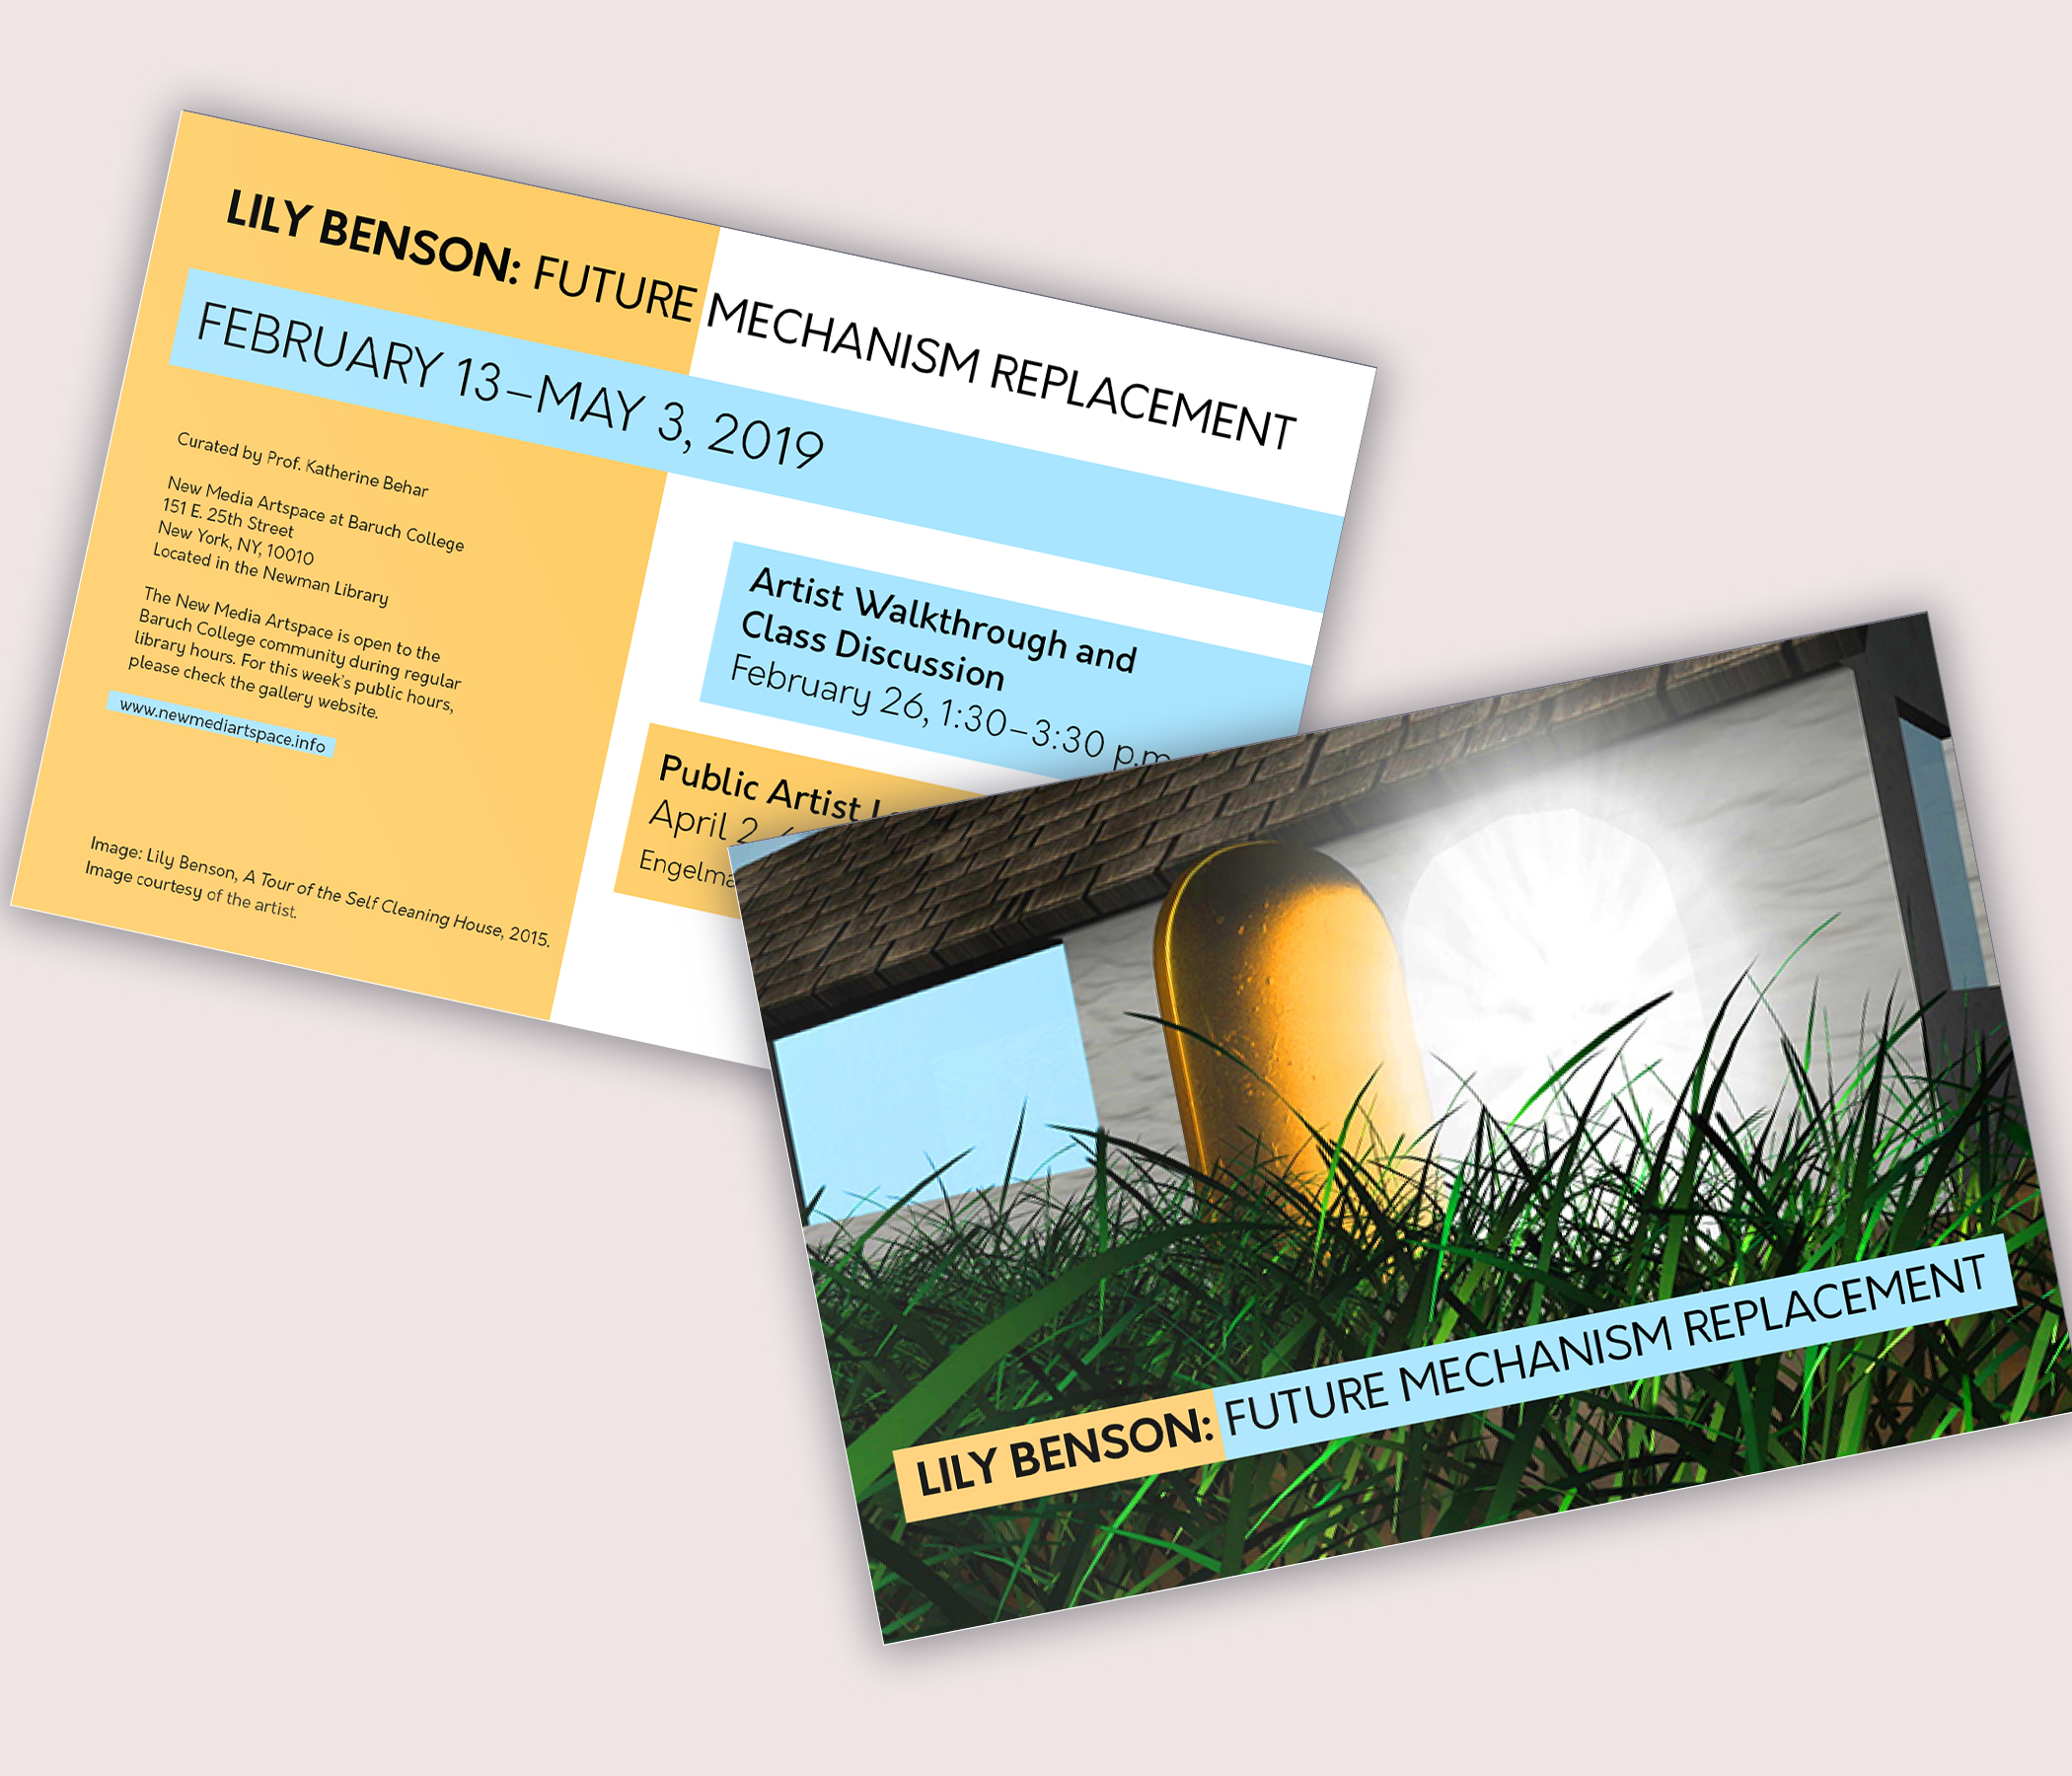 LILY BENSON: FUTURE MECHANISM REPLACEMENT
FEBRUARY 13–MAY 3, 2019
Curated by Prof. Katherine Behar
New Media Artspace at Baruch College
151 E. 25th Street
New York, NY, 10010
Located in the Newman Library
The New Media Artspace is open to the
Baruch College community during regular
library hours. For this week's public hours,
please check the gallery website.
www.newmediartspace.info
Image: Lily Benson, A Tour of the Self Cleaning House, 2015.
Image courtesy of the artist.
Artist Walkthrough and
Class Discussion
February 26, 1:30–3:30 p.m.
Public Artist
April 2,
LILY BENSON: FUTURE MECHANISM REPLACEMENT